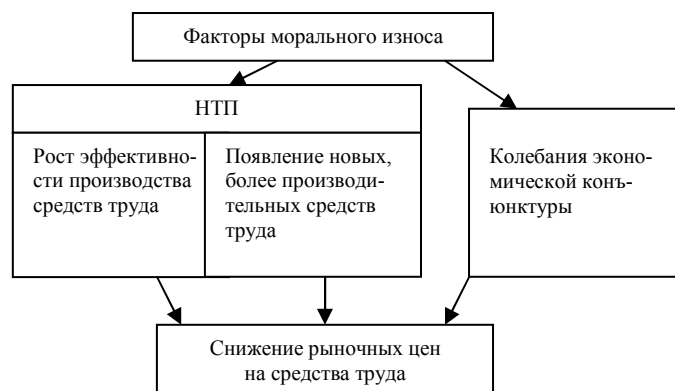 Факторы морального износа
НТП
Рост эффективно-
сти производства
средств труда
Появление новых,
более производи-
тельных средств
труда
Колебания эконо-
мической конъ-
юнктуры
Снижение рыночных цен
на средства труда